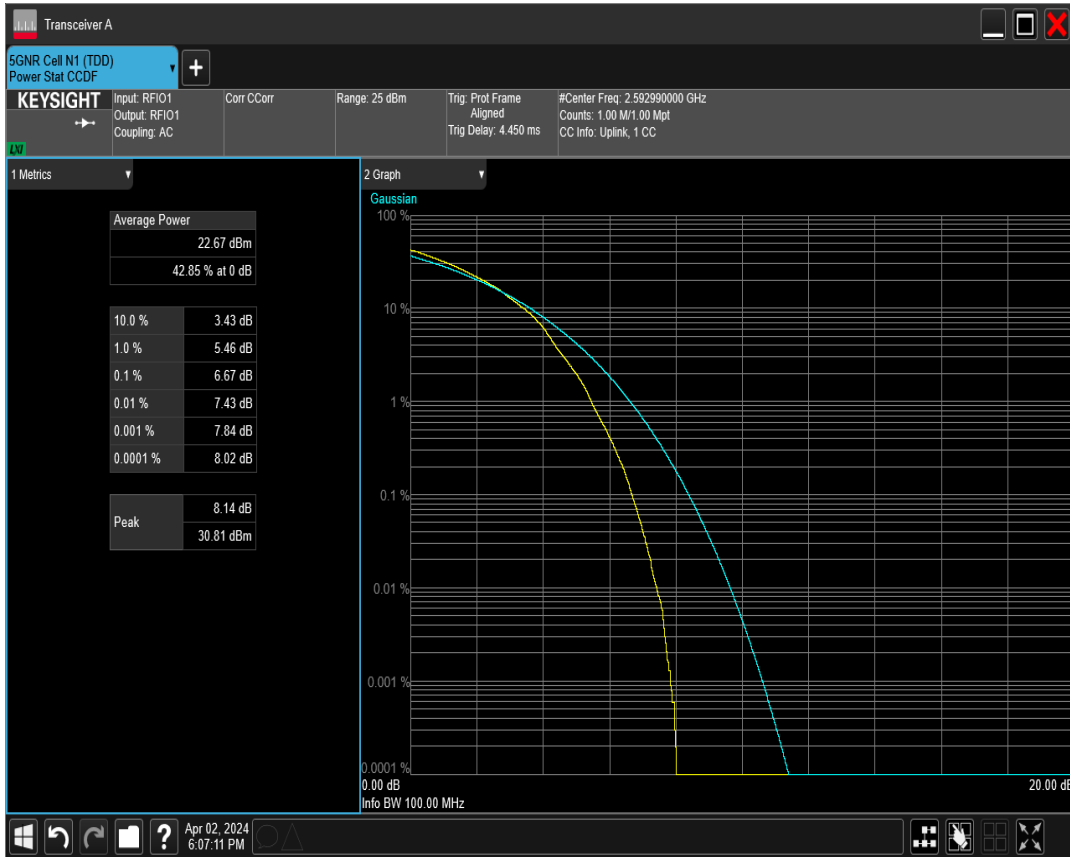 Transceiver A
5GNR Cell N1 (TDD)
Power Stat CCDF
KEYSIGHT
LXI
Input: RFIO1
Output: RFIO1
Coupling: AC
Corr CCorr
Range: 25 dBm
Trig: Prot Frame
Aligned
Trig Delay: 4.450 ms
#Center Freq: 2.592990000 GHz
Counts: 1.00 M/1.00 Mpt
CC Info: Uplink, 1 CC
1 Metrics
Average Power
22.67 dBm
42.85 % at 0 dB
10.0 % 3.43 dB
1.0 % 5.46 dB
0.1 % 6.67 dB
0.01 % 7.43 dB
0.001 % 7.84 dB
0.0001 % 8.02 dB
Peak
8.14 dB
30.81 dBm
2 Graph
Gaussian
100 %
10 %
1 %
0.1 %
0.01 %
0.001 %
0.0001 %
0.00 dB 20.00 dB
Info BW 100.00 MHz
? Apr 02, 2024
6:07:11 PM